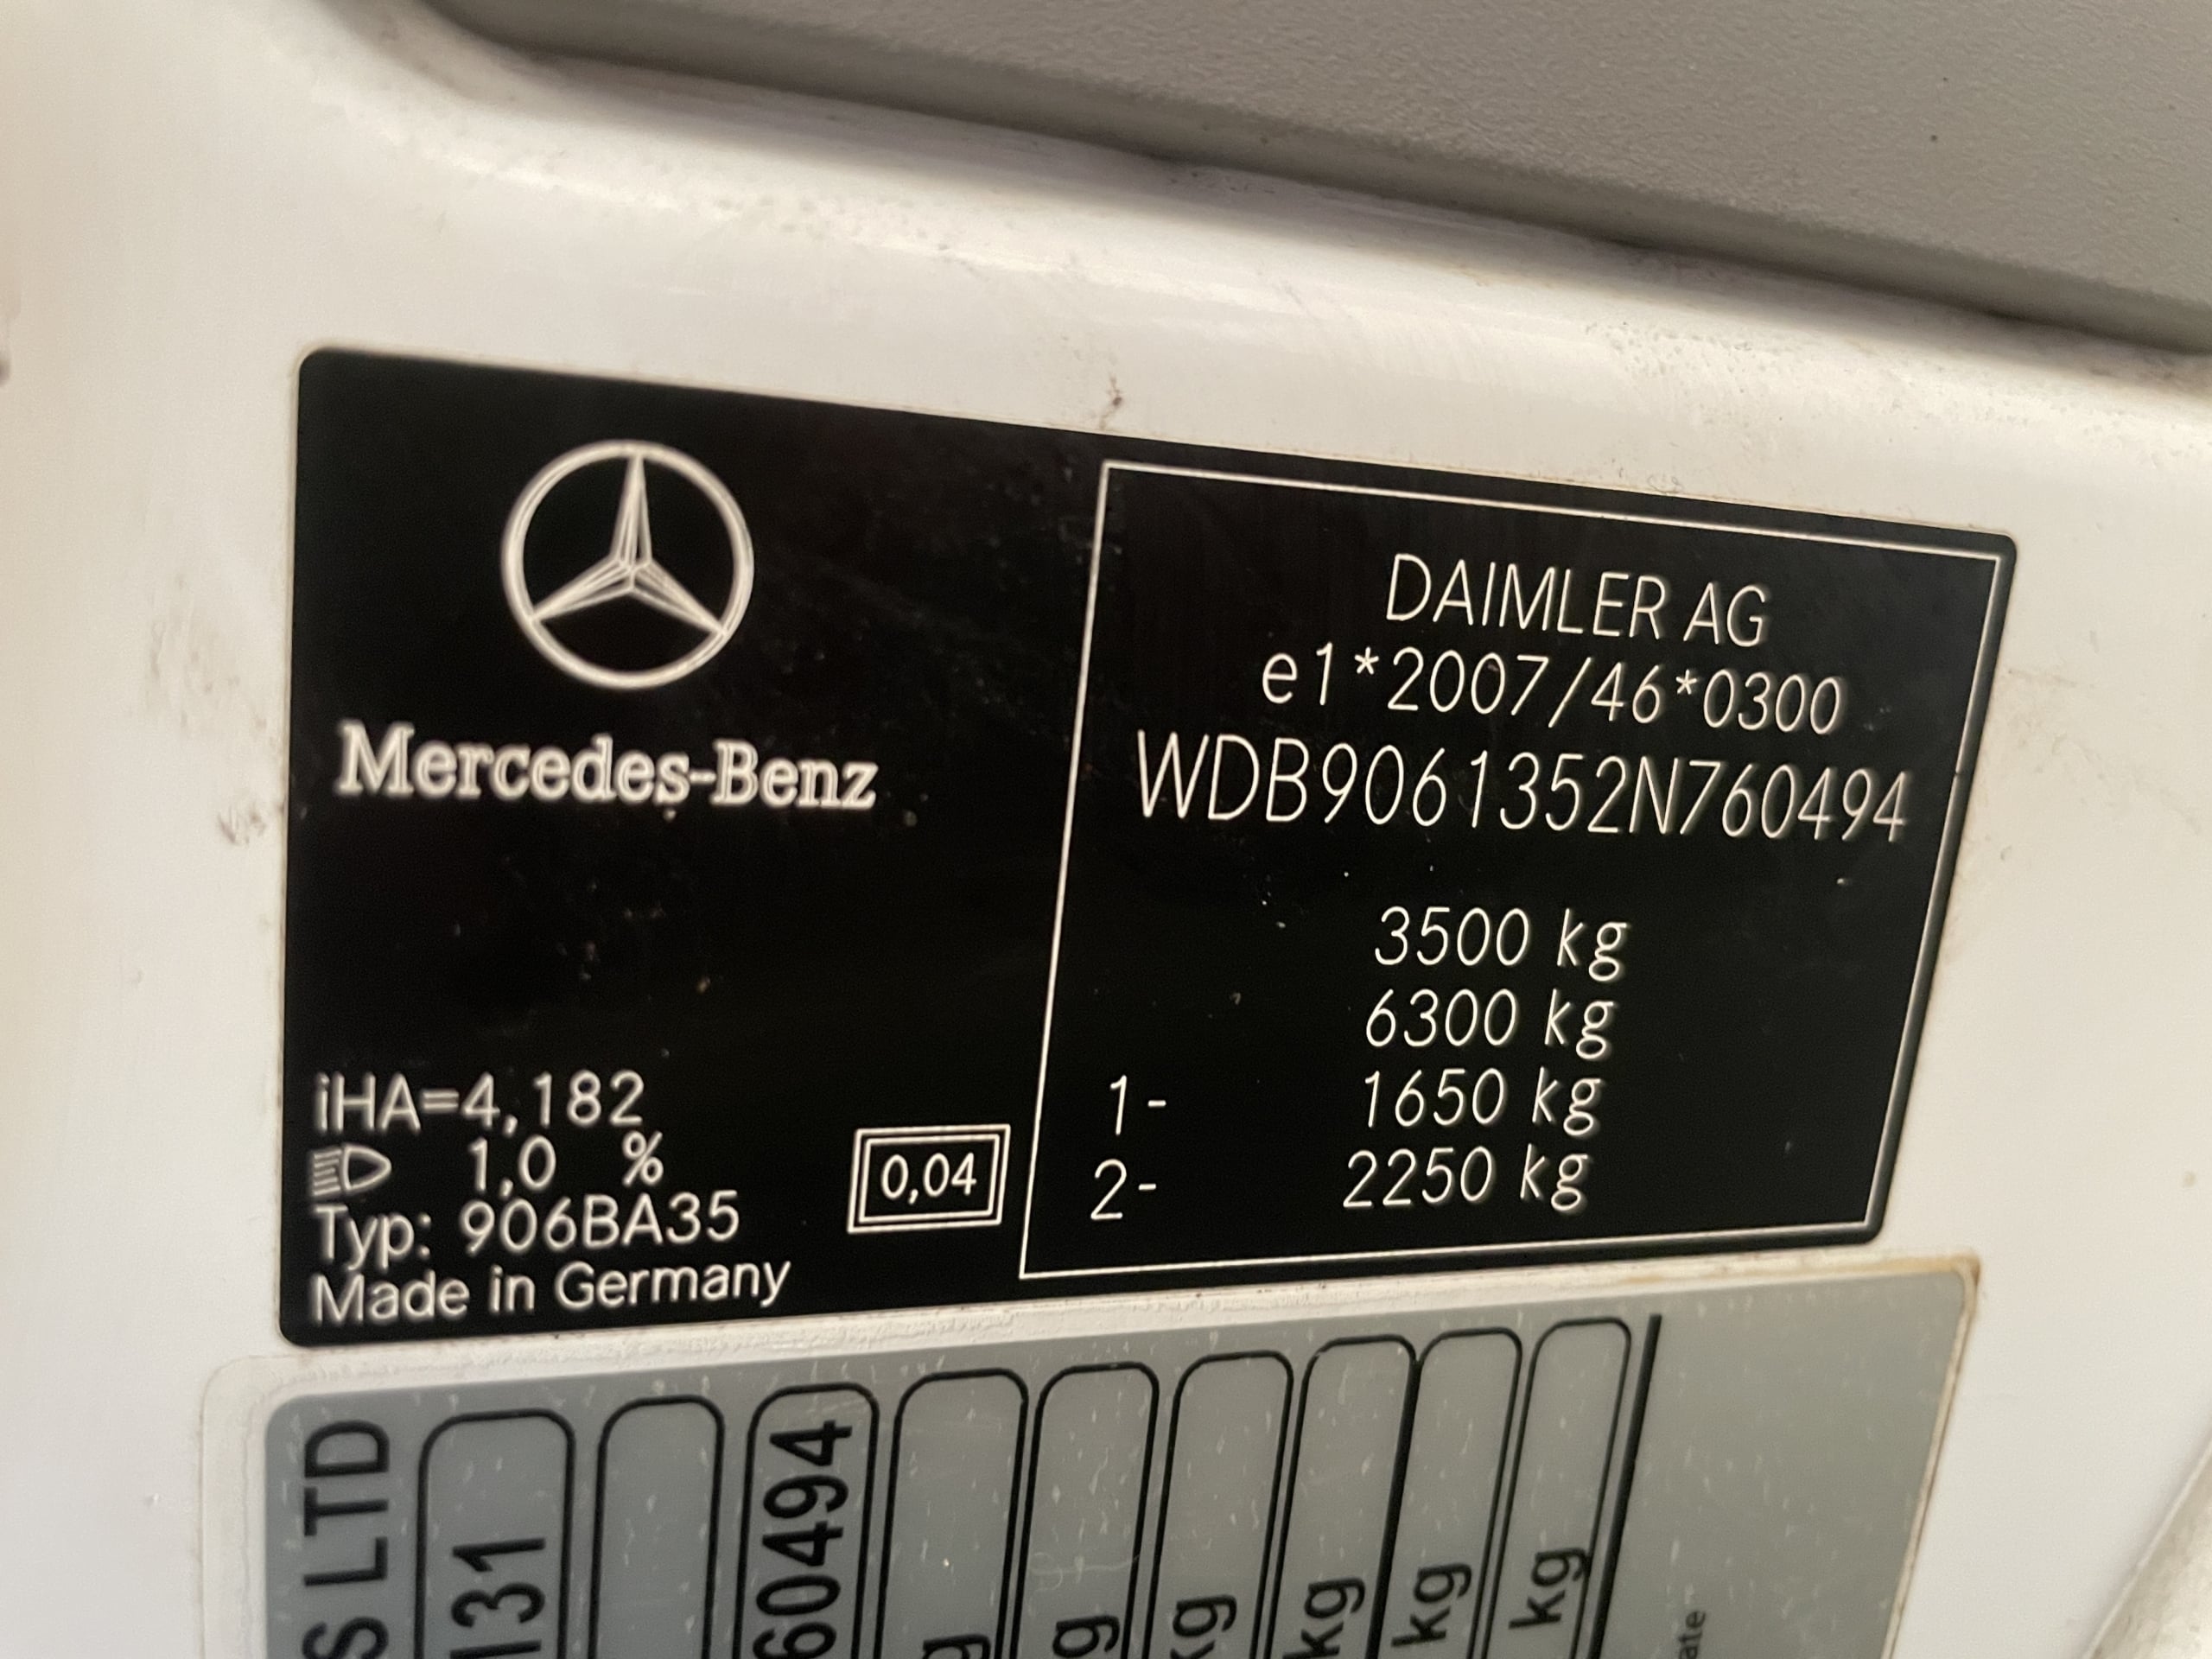 Mercedes-Benz
iHA=4,182
1,0 %
Typ: 906BA35
Made in Germany
0,04
DAIMLER AG
e1*2007/46*0300
WDB9061352N760494
3500 kg
6300 kg
1- 1650 kg
2- 2250 kg
S LTD
131
60494
g
g
kg
kg
kg
kg